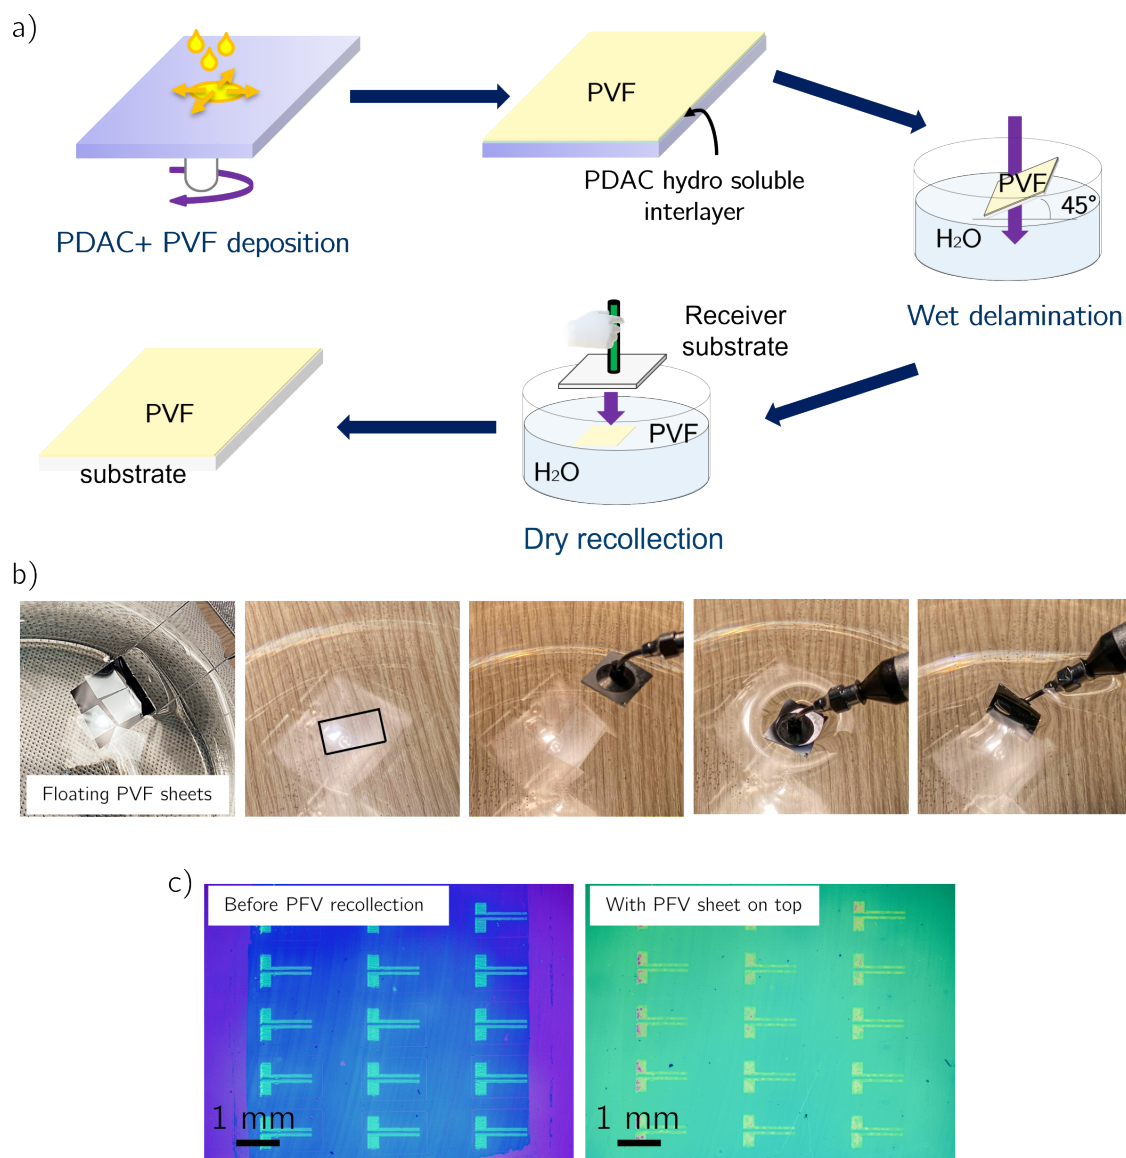 a)
PVF
PDAC hydro soluble
interlayer
PDAC+ PVF deposition
PVF
45°
H₂O
Wet delamination
Receiver
substrate
PVF
H₂O
Dry recollection
PVF
substrate
b)
Floating PVF sheets
c)
Before PFV recollection
With PFV sheet on top
1 mm
1 mm